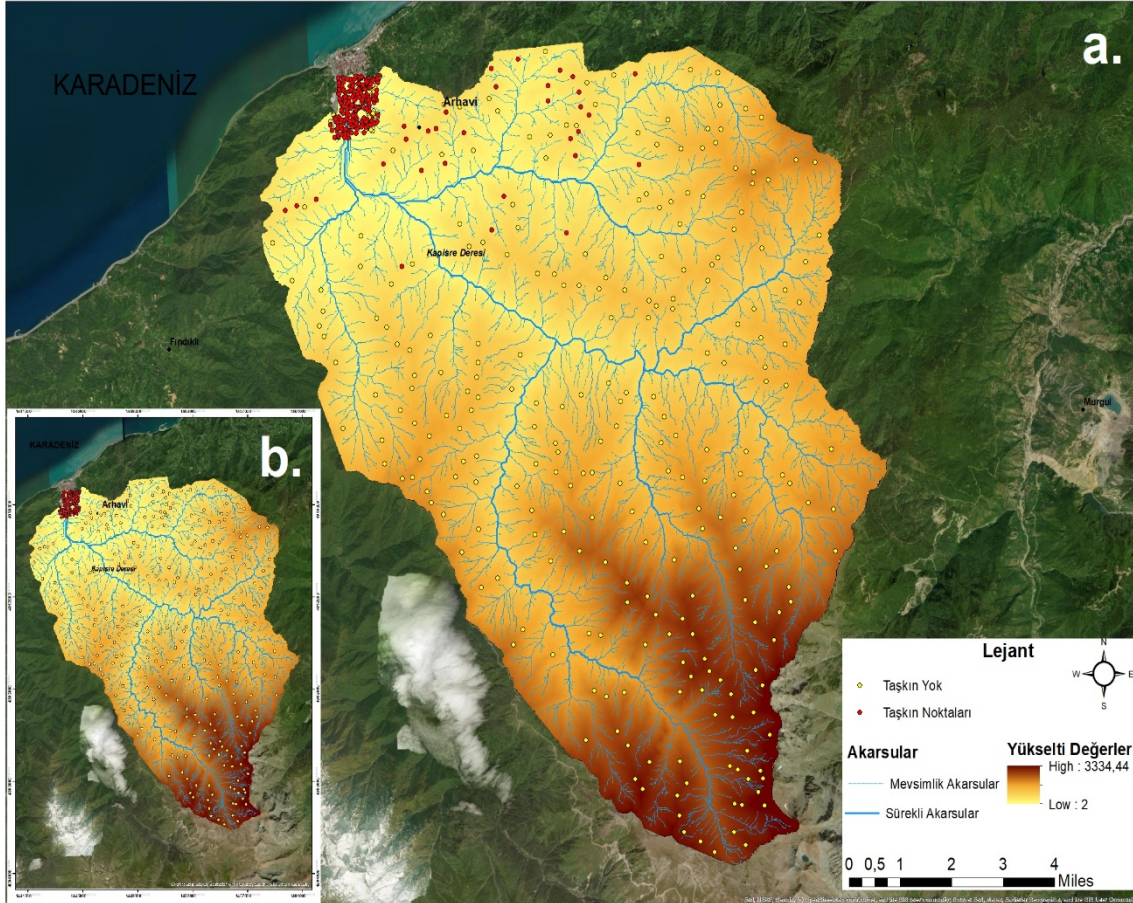 a.
KARADENİZ
Arhavi
Kapisre Deresi
Fındıklı
Murgul
b.
KARADENİZ
Arhavi
Kapisre Deresi
Lejant
N
W E
S
Taşkın Yok
Taşkın Noktaları
Akarsular
Mevsimlik Akarsular
Sürekli Akarsular
Yükselti Değerler
High : 3334,44
Low : 2
0 0,5 1 2 3 4
Miles